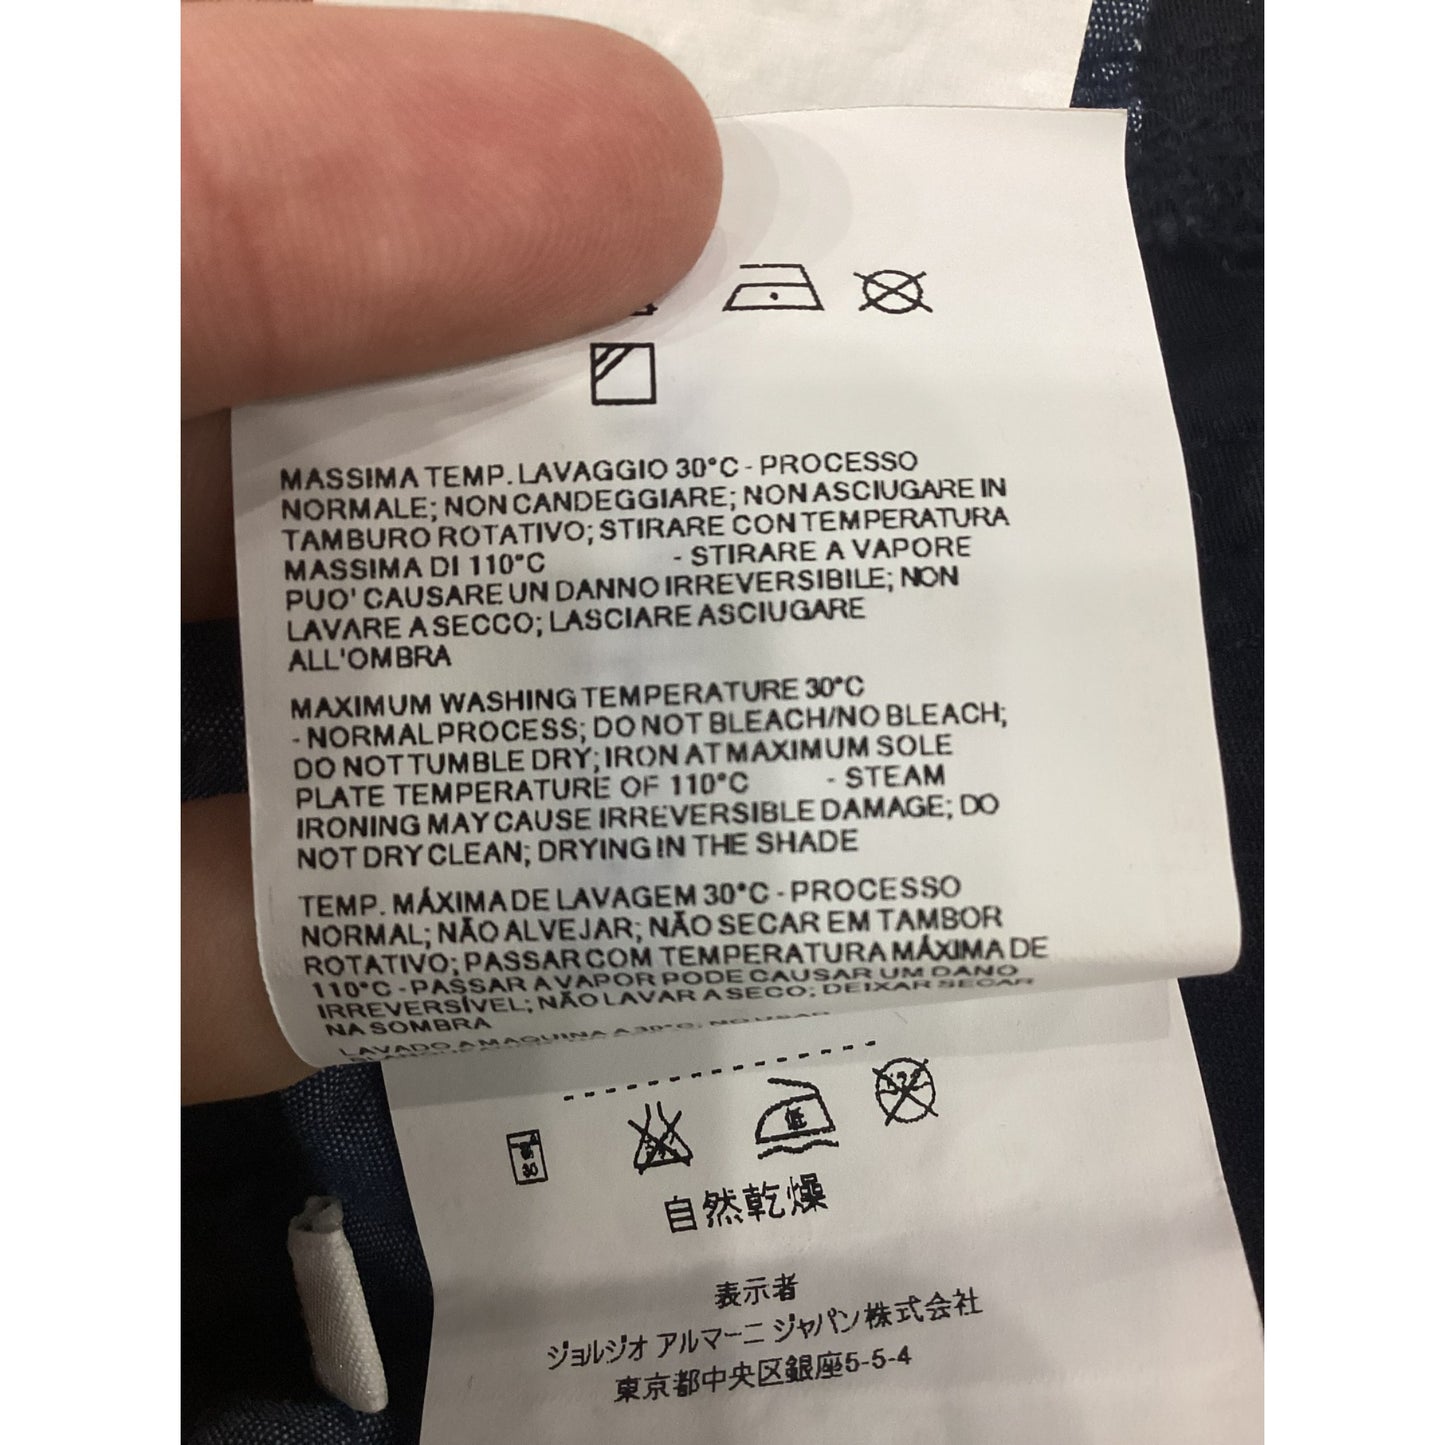 MASSIMA TEMP. LAVAGGIO 30°C - PROCESSO
NORMALE; NON CANDEGGIARE; NON ASCIUGARE IN
TAMBURO ROTATIVO; STIRARE CON TEMPERATURA
MASSIMA DI 110°C - STIRARE A VAPORE
PUO' CAUSARE UN DANNO IRREVERSIBILE; NON
LAVARE A SECCO; LASCIARE ASCIUGARE
ALL'OMBRA
MAXIMUM WASHING TEMPERATURE 30°C
- NORMAL PROCESS; DO NOT BLEACH/NO BLEACH;
DO NOT TUMBLE DRY; IRON AT MAXIMUM SOLE
PLATE TEMPERATURE OF 110°C - STEAM
IRONING MAY CAUSE IRREVERSIBLE DAMAGE; DO
NOT DRY CLEAN; DRYING IN THE SHADE
TEMP. MÁXIMA DE LAVAGEM 30°C - PROCESSO
NORMAL; NÃO ALVEJAR; NÃO SECAR EM TAMBOR
ROTATIVO; PASSAR COM TEMPERATURA MÁXIMA DE
110°C - PASSAR A VAPOR PODE CAUSAR UM DANO
IRREVERSÍVEL; NÃO LAVAR A SECO; DEIXAR SECAR
NA SOMBRA
LAVADO A MAQUINA A 30°C; NO USAR
30
低
自然乾燥
表示者
ジョルジオ アルマーニ ジャパン株式会社
東京都中央区銀座5-5-4